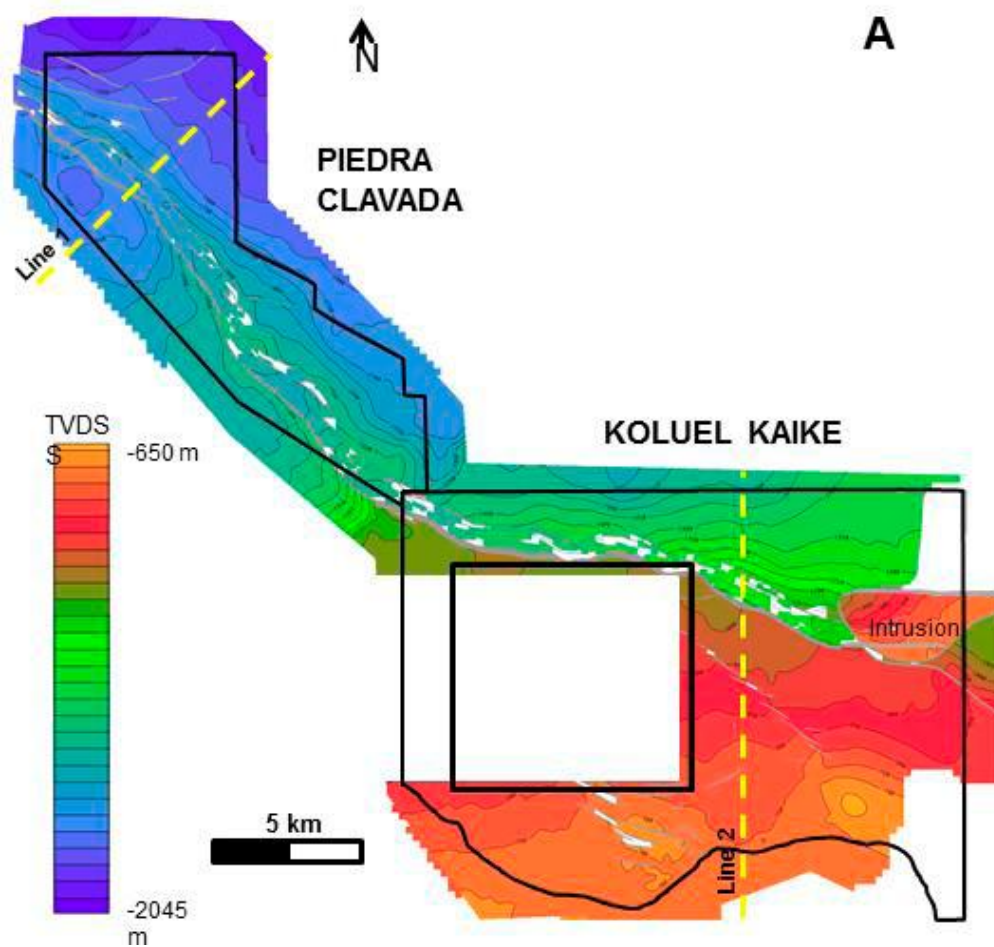 A
N
PIEDRA
CLAVADA
Line 1
TVDS
S
-650 m
KOLUEL KAIKE
Intrusion
5 km
Line 2
-2045
m